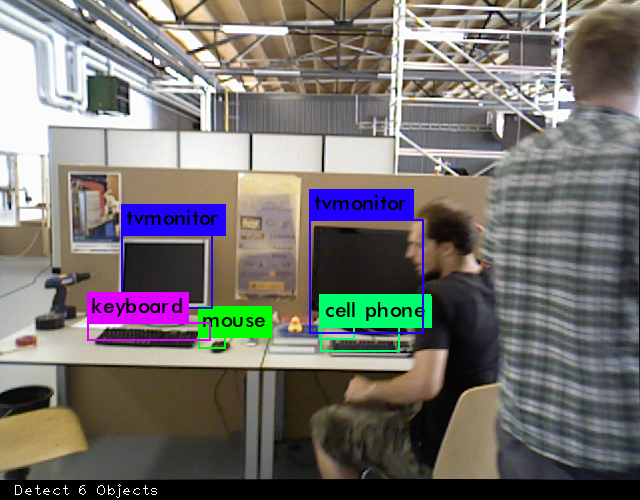 tvmonitor
tvmonitor
keyboard
mouse
cell phone
Detect 6 Objects